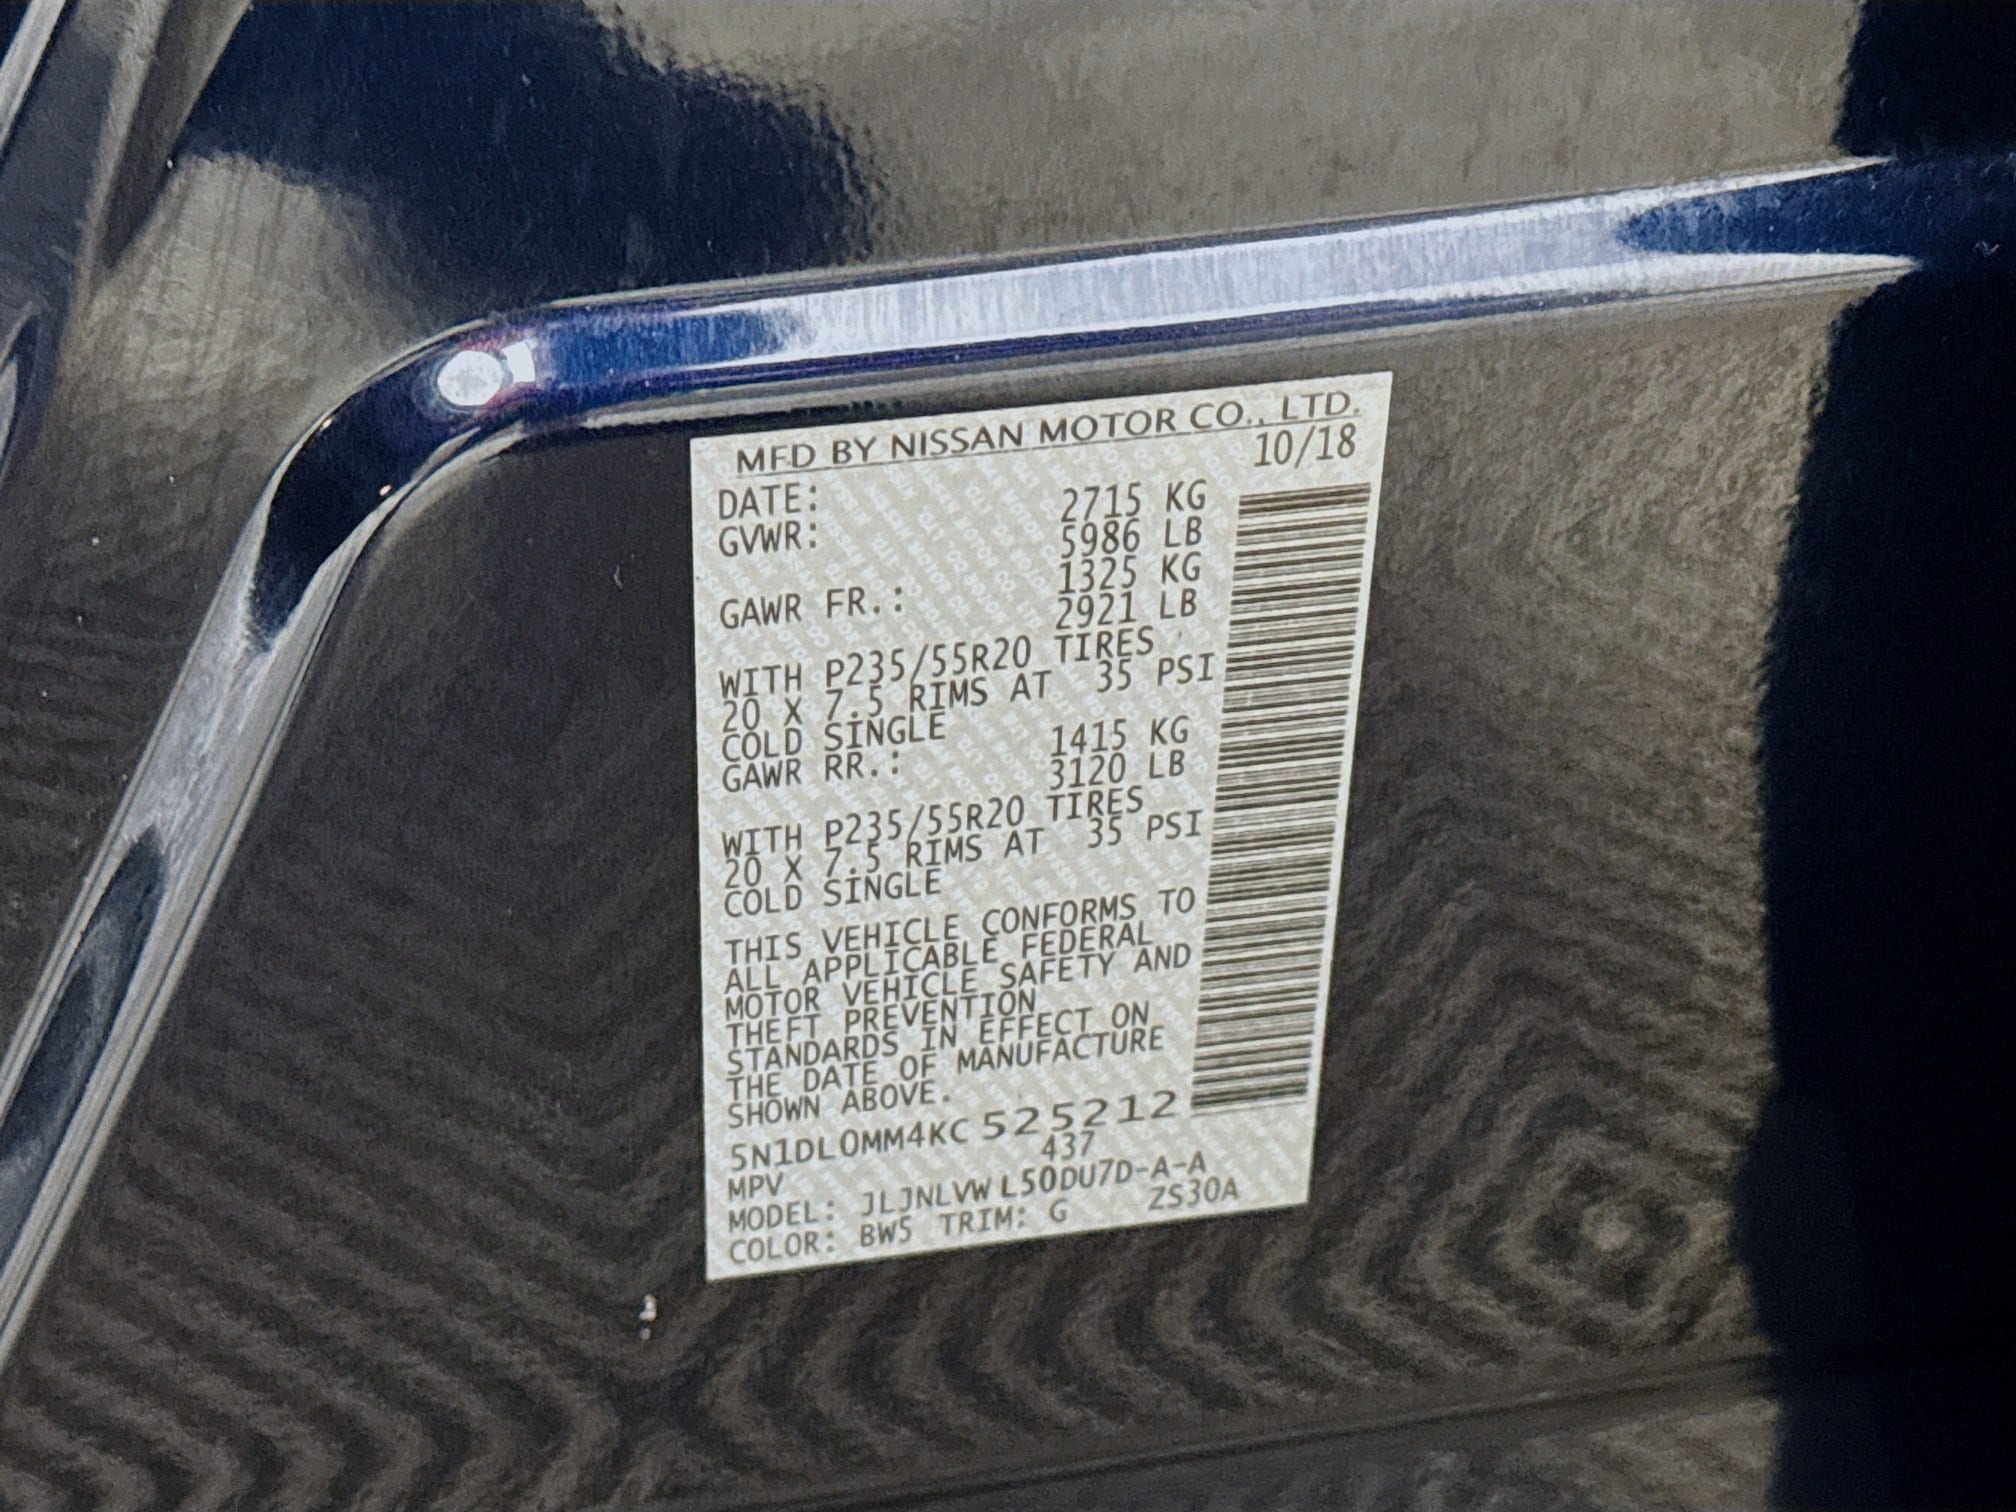 MFD BY NISSAN MOTOR CO., LTD.
DATE: 10/18
GVWR: 2715 KG
5986 LB
GAWR FR.: 1325 KG
2921 LB
WITH P235/55R20 TIRES
20 X 7.5 RIMS AT 35 PSI
COLD SINGLE
GAWR RR.: 1415 KG
3120 LB
WITH P235/55R20 TIRES
20 X 7.5 RIMS AT 35 PSI
COLD SINGLE
THIS VEHICLE CONFORMS TO
ALL APPLICABLE FEDERAL
MOTOR VEHICLE SAFETY AND
THEFT PREVENTION
STANDARDS IN EFFECT ON
THE DATE OF MANUFACTURE
SHOWN ABOVE.
5N1DL0MM4KC525212
MPV 437
MODEL: JLJNLVWL50DU7D-A-A
COLOR: BW5 TRIM: G ZS30A